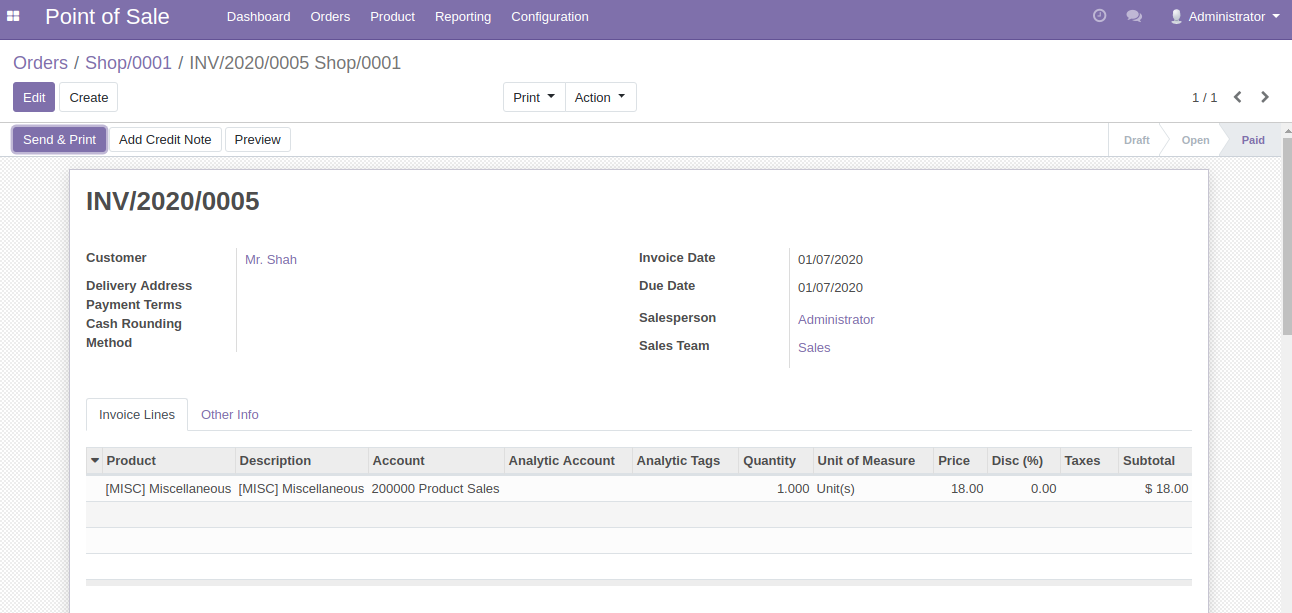 Point of Sale Dashboard Orders Product Reporting Configuration Administrator
Orders / Shop/0001 / INV/2020/0005 Shop/0001
Edit Create Print Action 1 / 1
Send & Print Add Credit Note Preview Draft Open Paid
INV/2020/0005
Customer Mr. Shah Invoice Date 01/07/2020
Delivery Address Due Date 01/07/2020
Payment Terms
Cash Rounding Salesperson Administrator
Method Sales Team Sales
Invoice Lines Other Info
Product Description Account Analytic Account Analytic Tags Quantity Unit of Measure Price Disc (%) Taxes Subtotal
[MISC] Miscellaneous [MISC] Miscellaneous 200000 Product Sales 1.000 Unit(s) 18.00 0.00 $ 18.00